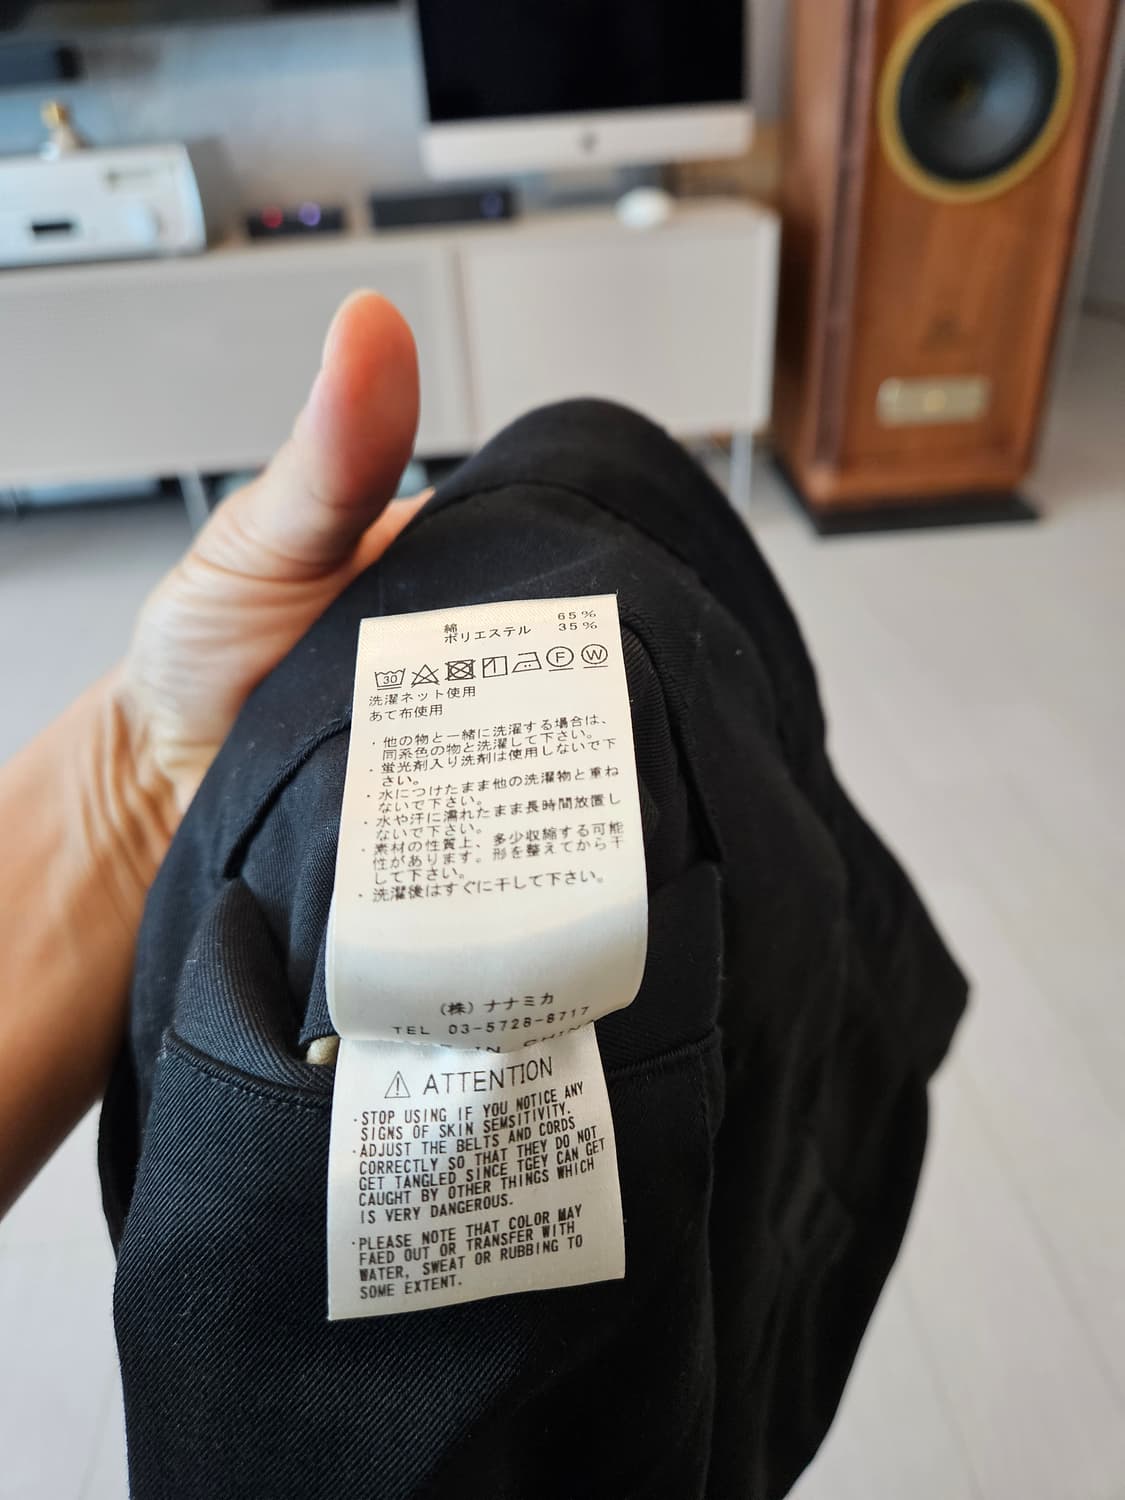 綿 65%
ポリエステル 35%
30 F W
洗濯ネット使用
あて布使用
・他の物と一緒に洗濯する場合は、
同系色の物と洗濯して下さい。
・蛍光剤入り洗剤は使用しないで下
さい。
・水につけたまま他の洗濯物と重ね
ないで下さい。
・水や汗に濡れたまま長時間放置し
ないで下さい。
・素材の性質上、多少収縮する可能
性があります。形を整えてから干
して下さい。
・洗濯後はすぐに干して下さい。
(株)ナナミカ
TEL 03-5728-8717
IN CHINA
⚠ ATTENTION
・STOP USING IF YOU NOTICE ANY
SIGNS OF SKIN SEMSITIVITY.
・ADJUST THE BELTS AND CORDS
CORRECTLY SO THAT THEY DO NOT
GET TANGLED SINCE TGEY CAN GET
CAUGHT BY OTHER THINGS WHICH
IS VERY DANGEROUS.
・PLEASE NOTE THAT COLOR MAY
FAED OUT OR TRANSFER WITH
WATER, SWEAT OR RUBBING TO
SOME EXTENT.